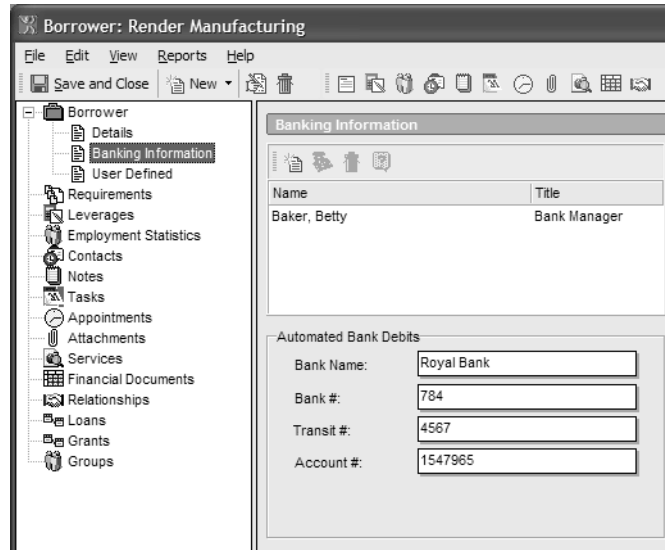 Borrower: Render Manufacturing
File Edit View Reports Help
Save and Close New
Borrower
Details
Banking Information
User Defined
Requirements
Leverages
Employment Statistics
Contacts
Notes
Tasks
Appointments
Attachments
Services
Financial Documents
Relationships
Loans
Grants
Groups
Banking Information
Name Title
Baker, Betty Bank Manager
Automated Bank Debits
Bank Name: Royal Bank
Bank #: 784
Transit #: 4567
Account #: 1547965